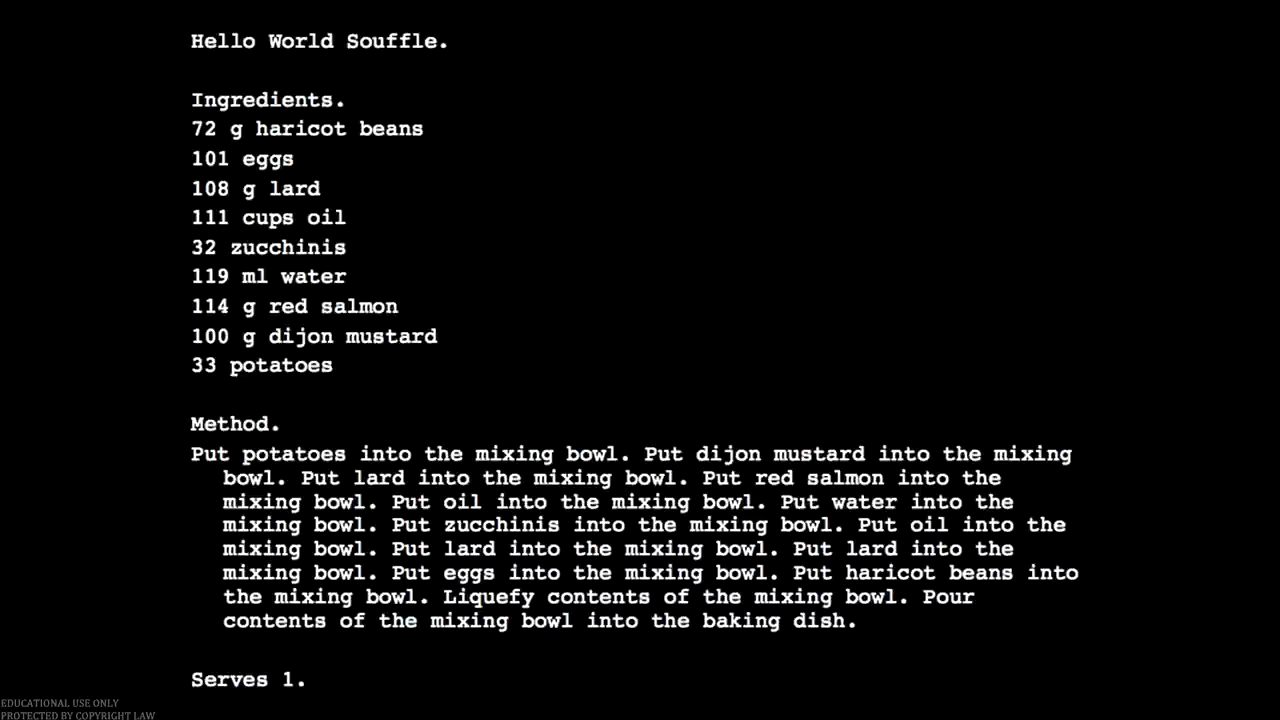 Hello World Souffle.
Ingredients.
72 g haricot beans
101 eggs
108 g lard
111 cups oil
32 zucchinis
119 ml water
114 g red salmon
100 g dijon mustard
33 potatoes
Method.
Put potatoes into the mixing bowl. Put dijon mustard into the mixing
bowl. Put lard into the mixing bowl. Put red salmon into the
mixing bowl. Put oil into the mixing bowl. Put water into the
mixing bowl. Put zucchinis into the mixing bowl. Put oil into the
mixing bowl. Put lard into the mixing bowl. Put lard into the
mixing bowl. Put eggs into the mixing bowl. Put haricot beans into
the mixing bowl. Liquefy contents of the mixing bowl. Pour
contents of the mixing bowl into the baking dish.
Serves 1.
EDUCATIONAL USE ONLY
PROTECTED BY COPYRIGHT LAW